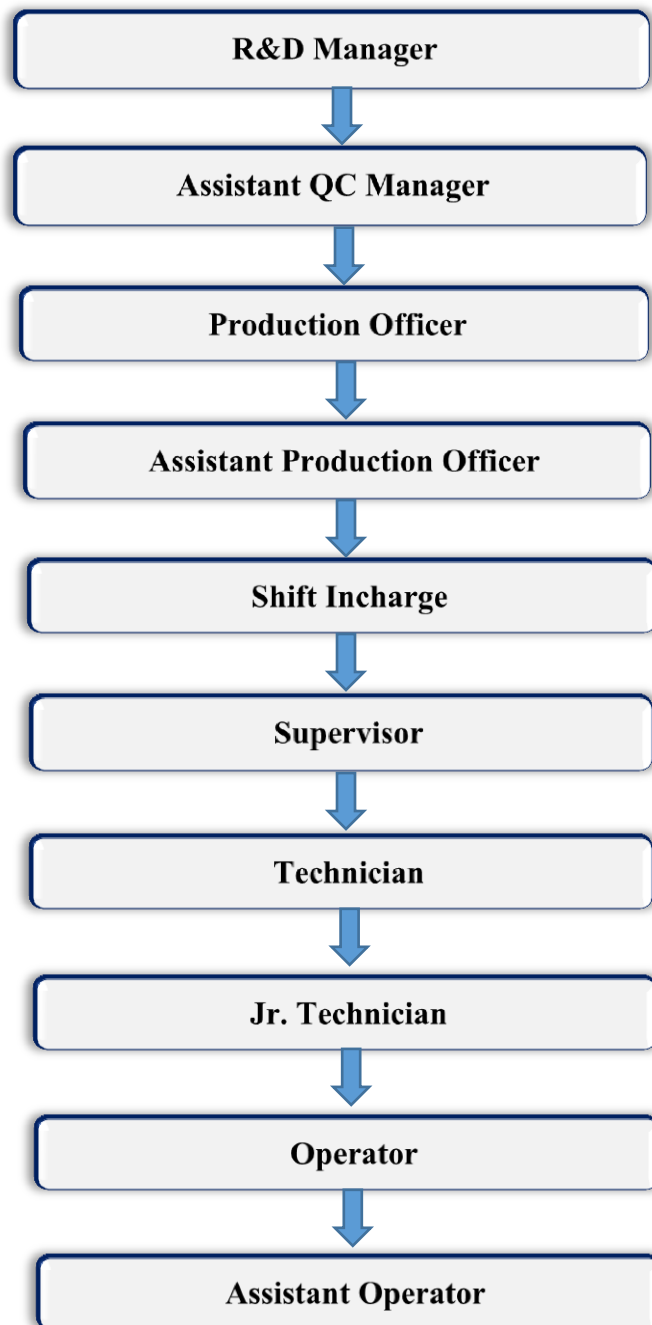 R&D Manager
Assistant QC Manager
Production Officer
Assistant Production Officer
Shift Incharge
Supervisor
Technician
Jr. Technician
Operator
Assistant Operator